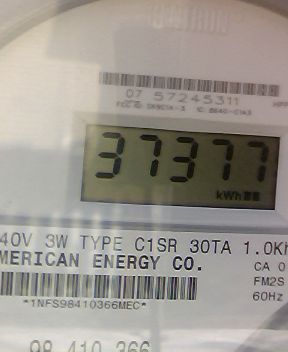 07 57245311
37377
kWh
40V 3W TYPE C1SR 30TA 1.0Kh
MERICAN ENERGY CO.
CA 0
FM2S
60Hz
*1NFS98410366MEC*
98 410 366